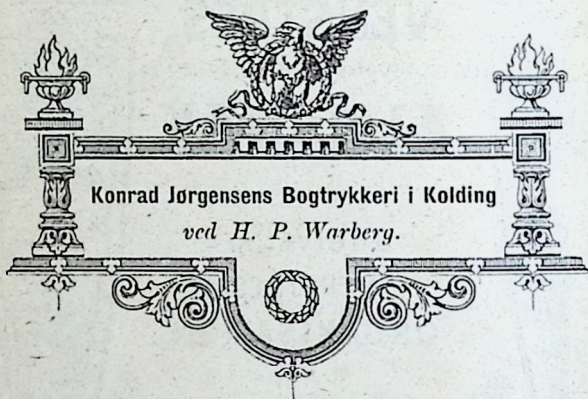 Konrad Jørgensens Bogtrykkeri i Kolding
ved H. P. Warberg.